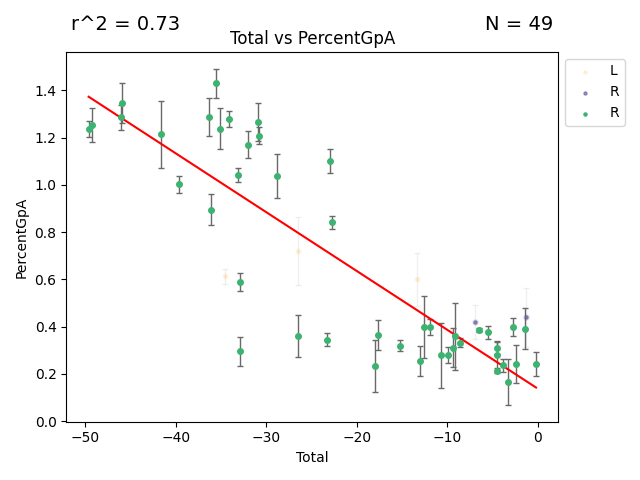 r^2 = 0.73
N = 49
Total vs PercentGpA
L
R
R
PercentGpA
1.4
1.2
1.0
0.8
0.6
0.4
0.2
0.0
−50 −40 −30 −20 −10 0
Total